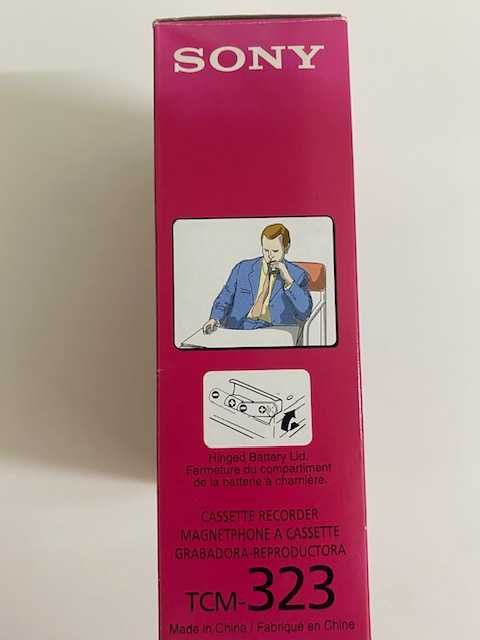 SONY
Hinged Battery Lid.
Fermeture du compartiment
de la batterie à charnière.
CASSETTE RECORDER
MAGNETPHONE A CASSETTE
GRABADORA-REPRODUCTORA
TCM-323
Made in China / Fabriqué en Chine